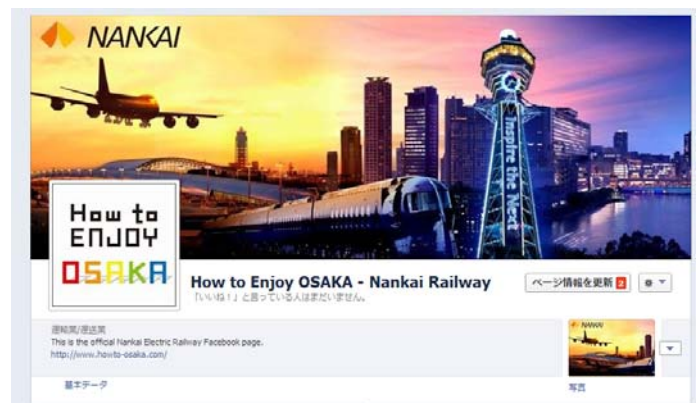 NANKAI
Inspire the Next
How to
ENJOY
OSAKA
How to Enjoy OSAKA - Nankai Railway
「いいね！」と言っている人はまだいません。
ページ情報を更新 2
運輸業/運送業
This is the official Nankai Electric Railway Facebook page.
http://www.howto-osaka.com/
NANKAI
基本データ
写真